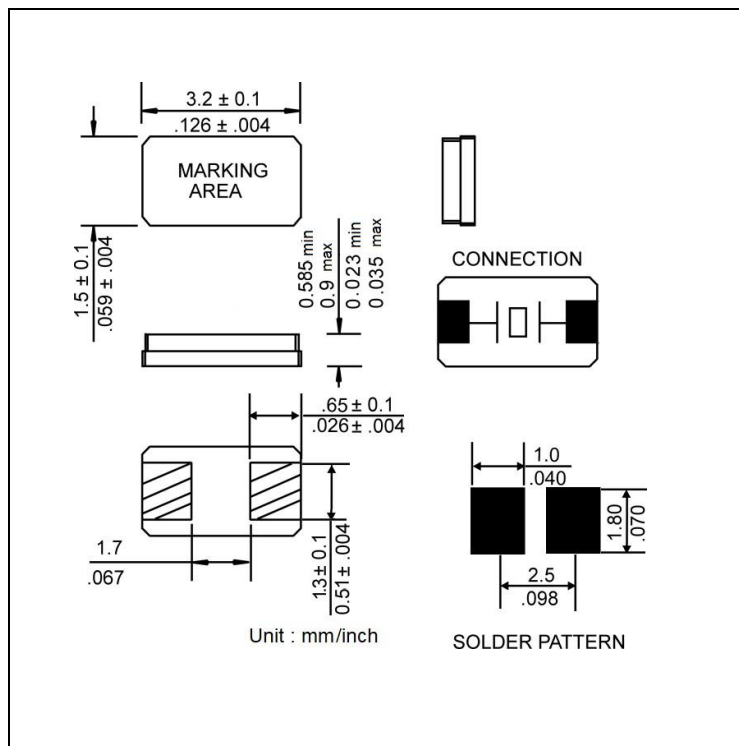 3.2 ± 0.1
.126 ± .004
MARKING
AREA
1.5 ± 0.1
.059 ± .004
0.585 min
0.9 max
0.023 min
0.035 max
CONNECTION
.65 ± 0.1
.026 ± .004
1.7
.067
1.3 ± 0.1
0.51 ± .004
Unit : mm/inch
1.0
.040
1.80
.070
2.5
.098
SOLDER PATTERN